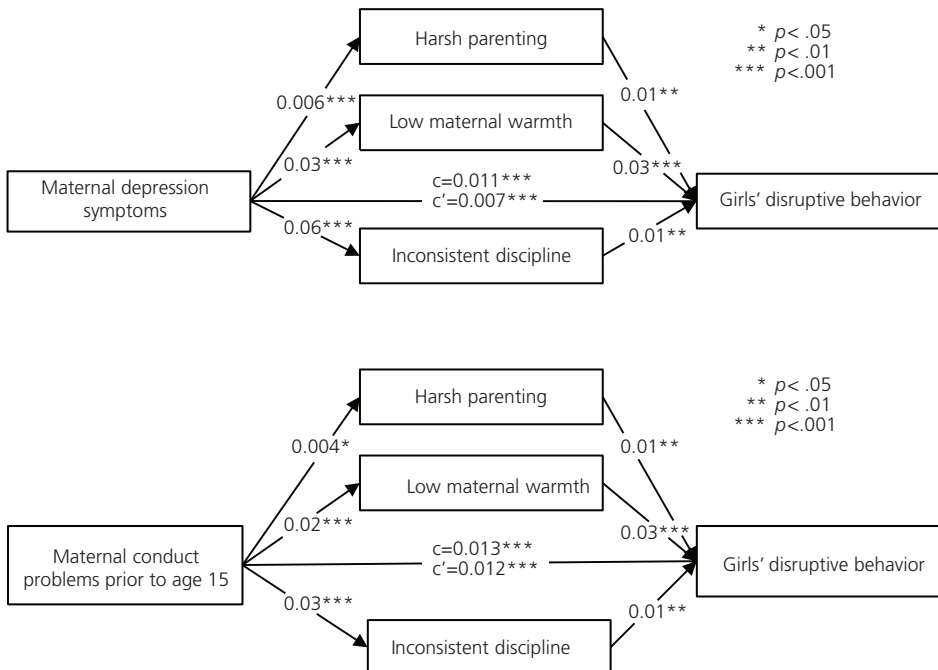 Harsh parenting
* p< .05
** p< .01
*** p<.001
0.006***
0.01**
Low maternal warmth
0.03***
0.03***
Maternal depression
symptoms
c=0.011***
c’=0.007***
Girls’ disruptive behavior
0.06***
0.01**
Inconsistent discipline
Harsh parenting
* p< .05
** p< .01
*** p<.001
0.004*
0.01**
Low maternal warmth
0.02***
0.03***
Maternal conduct
problems prior to age 15
c=0.013***
c’=0.012***
Girls’ disruptive behavior
0.03***
0.01**
Inconsistent discipline